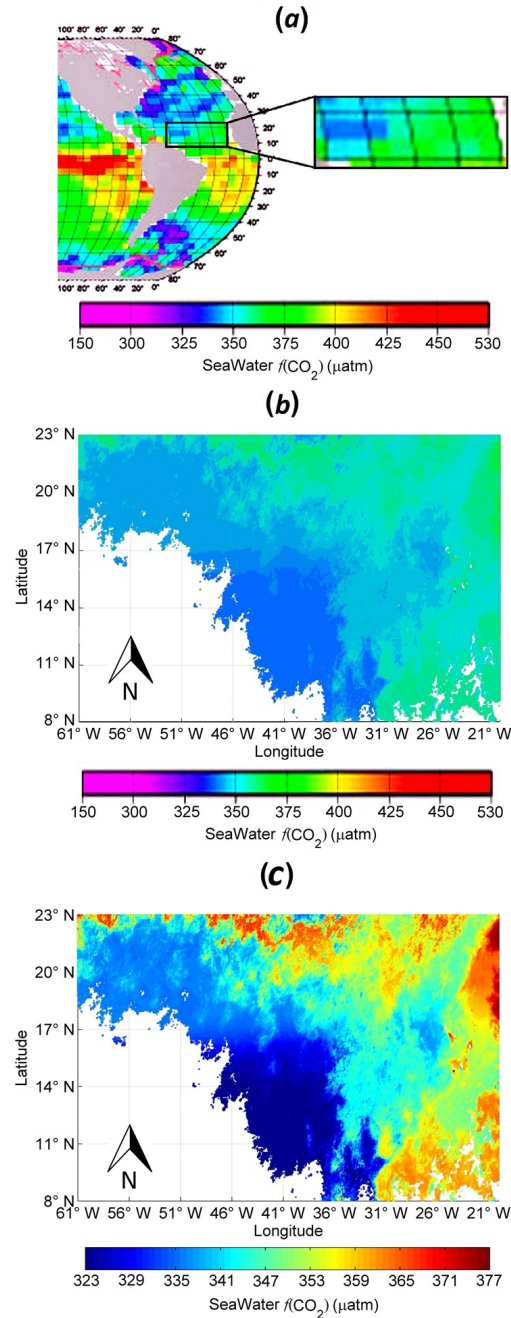 (a)
100° 80° 60° 40° 20° 0° 80°
70°
60°
50°
40°
30°
20°
10°
0°
10°
20°
30°
40°
50°
60°
70°
100° 80° 60° 40° 20° 0° 80°
150 300 325 350 375 400 425 450 530
SeaWater f(CO₂) (µatm)
(b)
23° N
20° N
17° N
14° N
11° N
8° N
Latitude
N
61° W 56° W 51° W 46° W 41° W 36° W 31° W 26° W 21° W
Longitude
150 300 325 350 375 400 425 450 530
SeaWater f(CO₂) (µatm)
(c)
23° N
20° N
17° N
14° N
11° N
8° N
Latitude
N
61° W 56° W 51° W 46° W 41° W 36° W 31° W 26° W 21° W
Longitude
323 329 335 341 347 353 359 365 371 377
SeaWater f(CO₂) (µatm)